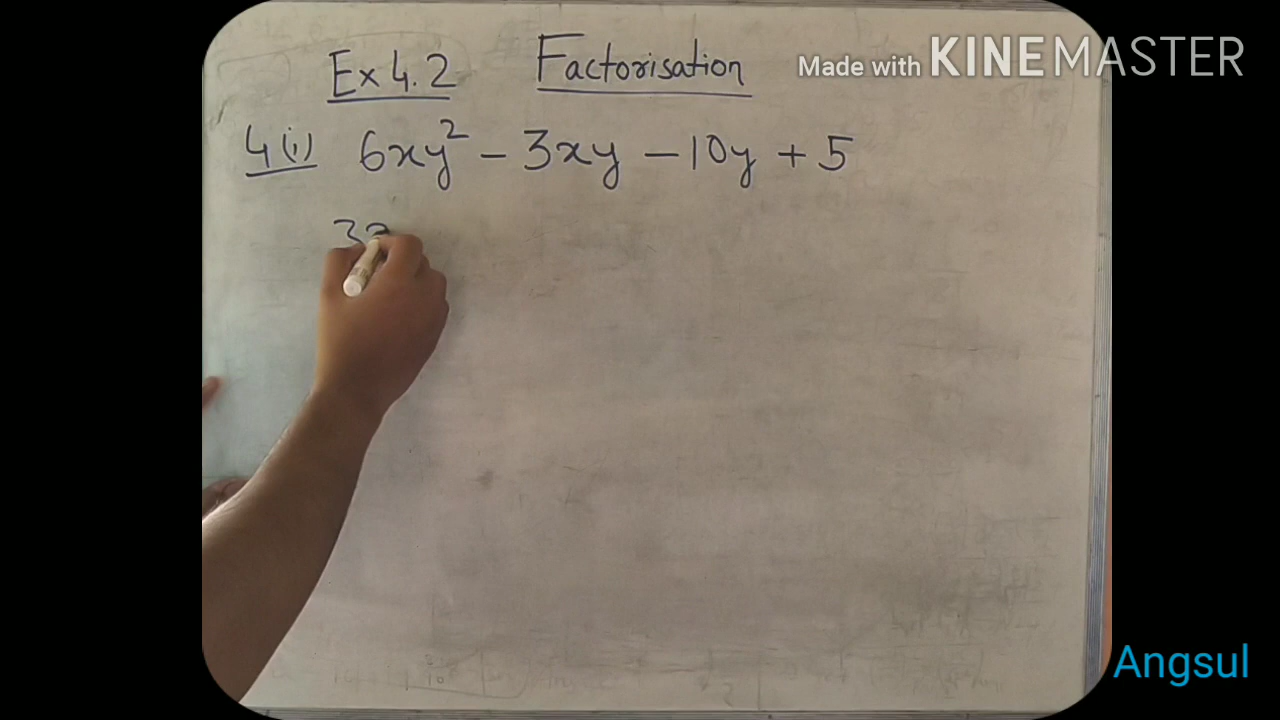 Ex 4.2 Factorisation
Made with KINEMASTER
4(i) 6xy² - 3xy - 10y + 5
3
Angsul